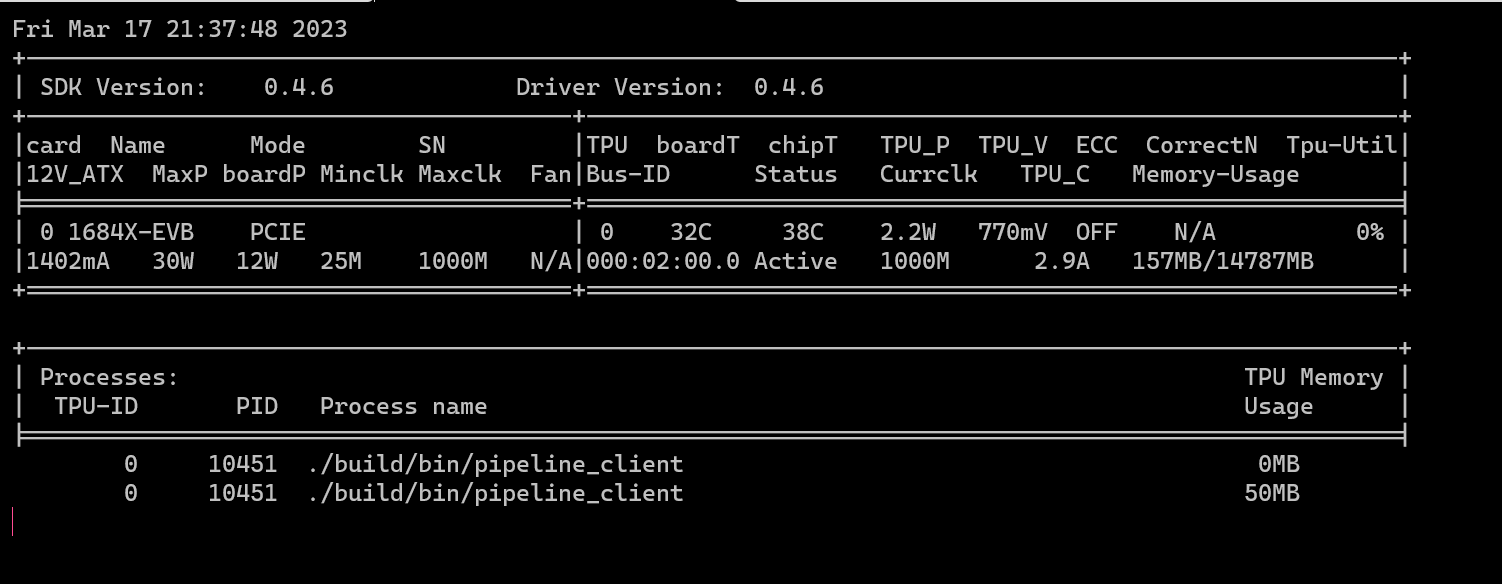 Fri Mar 17 21:37:48 2023
SDK Version:    0.4.6             Driver Version:  0.4.6
card  Name      Mode        SN          |TPU  boardT  chipT   TPU_P  TPU_V  ECC  CorrectN  Tpu-Util|
12V_ATX  MaxP boardP Minclk Maxclk  Fan|Bus-ID      Status   Currclk   TPU_C   Memory-Usage
0 1684X-EVB    PCIE                   | 0    32C     38C    2.2W   770mV  OFF    N/A          0%
1402mA   30W   12W   25M    1000M   N/A|000:02:00.0 Active   1000M      2.9A   157MB/14787MB
Processes:                                                                            TPU Memory
TPU-ID       PID   Process name                                                      Usage
0     10451  ./build/bin/pipeline_client                                         0MB
0     10451  ./build/bin/pipeline_client                                        50MB